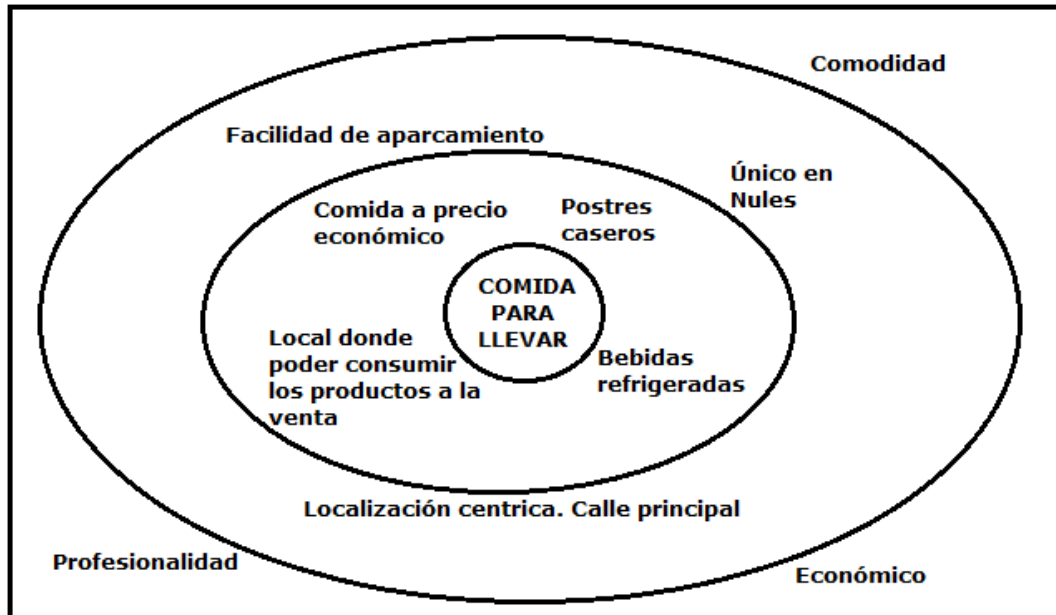 Comodidad
Facilidad de aparcamiento
Único en
Nules
Comida a precio
económico
Postres
caseros
COMIDA
PARA
LLEVAR
Local donde
poder consumir
los productos a la
venta
Bebidas
refrigeradas
Localización centrica. Calle principal
Profesionalidad
Económico